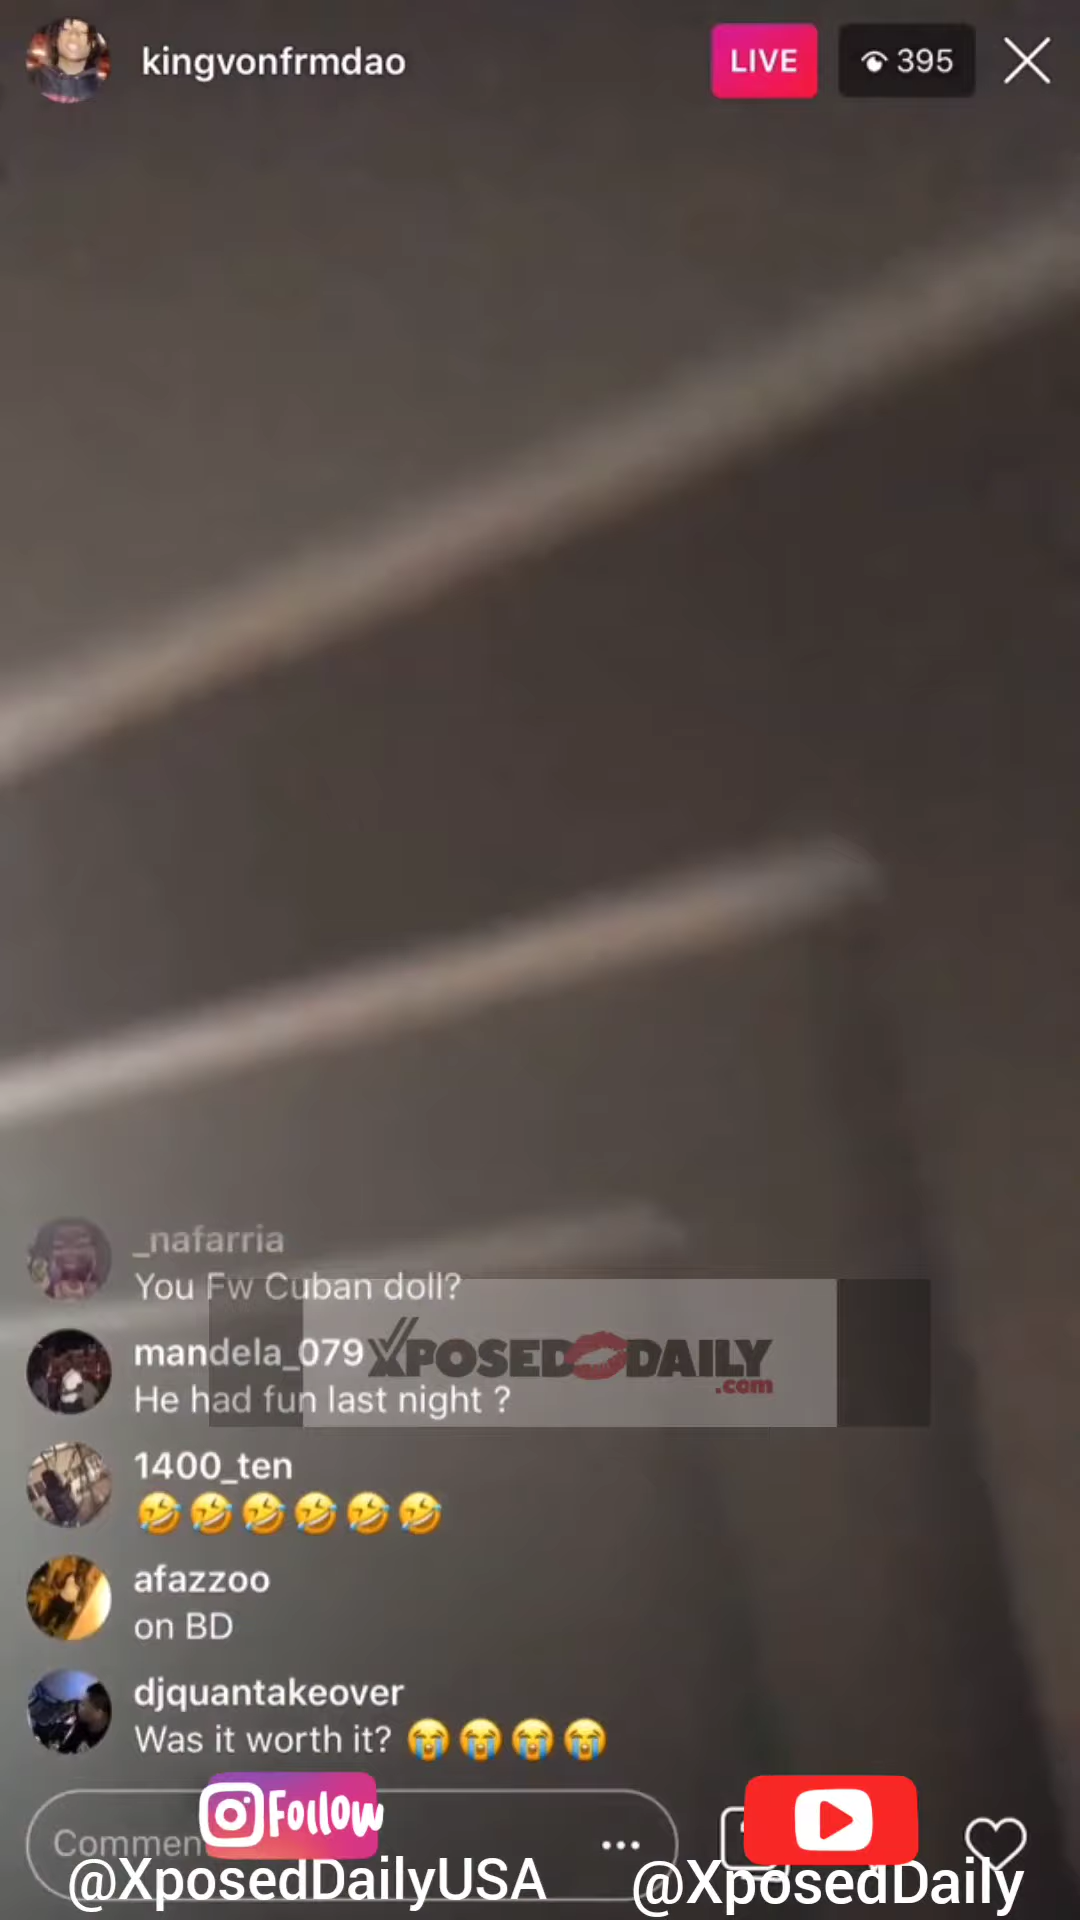 kingvonfrmdao
LIVE
395
_nafarria
You Fw Cuban doll?
mandela_079
He had fun last night ?
XPOSED DAILY
.com
1400_ten
🤣🤣🤣🤣🤣🤣
afazzoo
on BD
djquantakeover
Was it worth it? 😭😭😭😭
Follow
Commen
@XposedDailyUSA
@XposedDaily